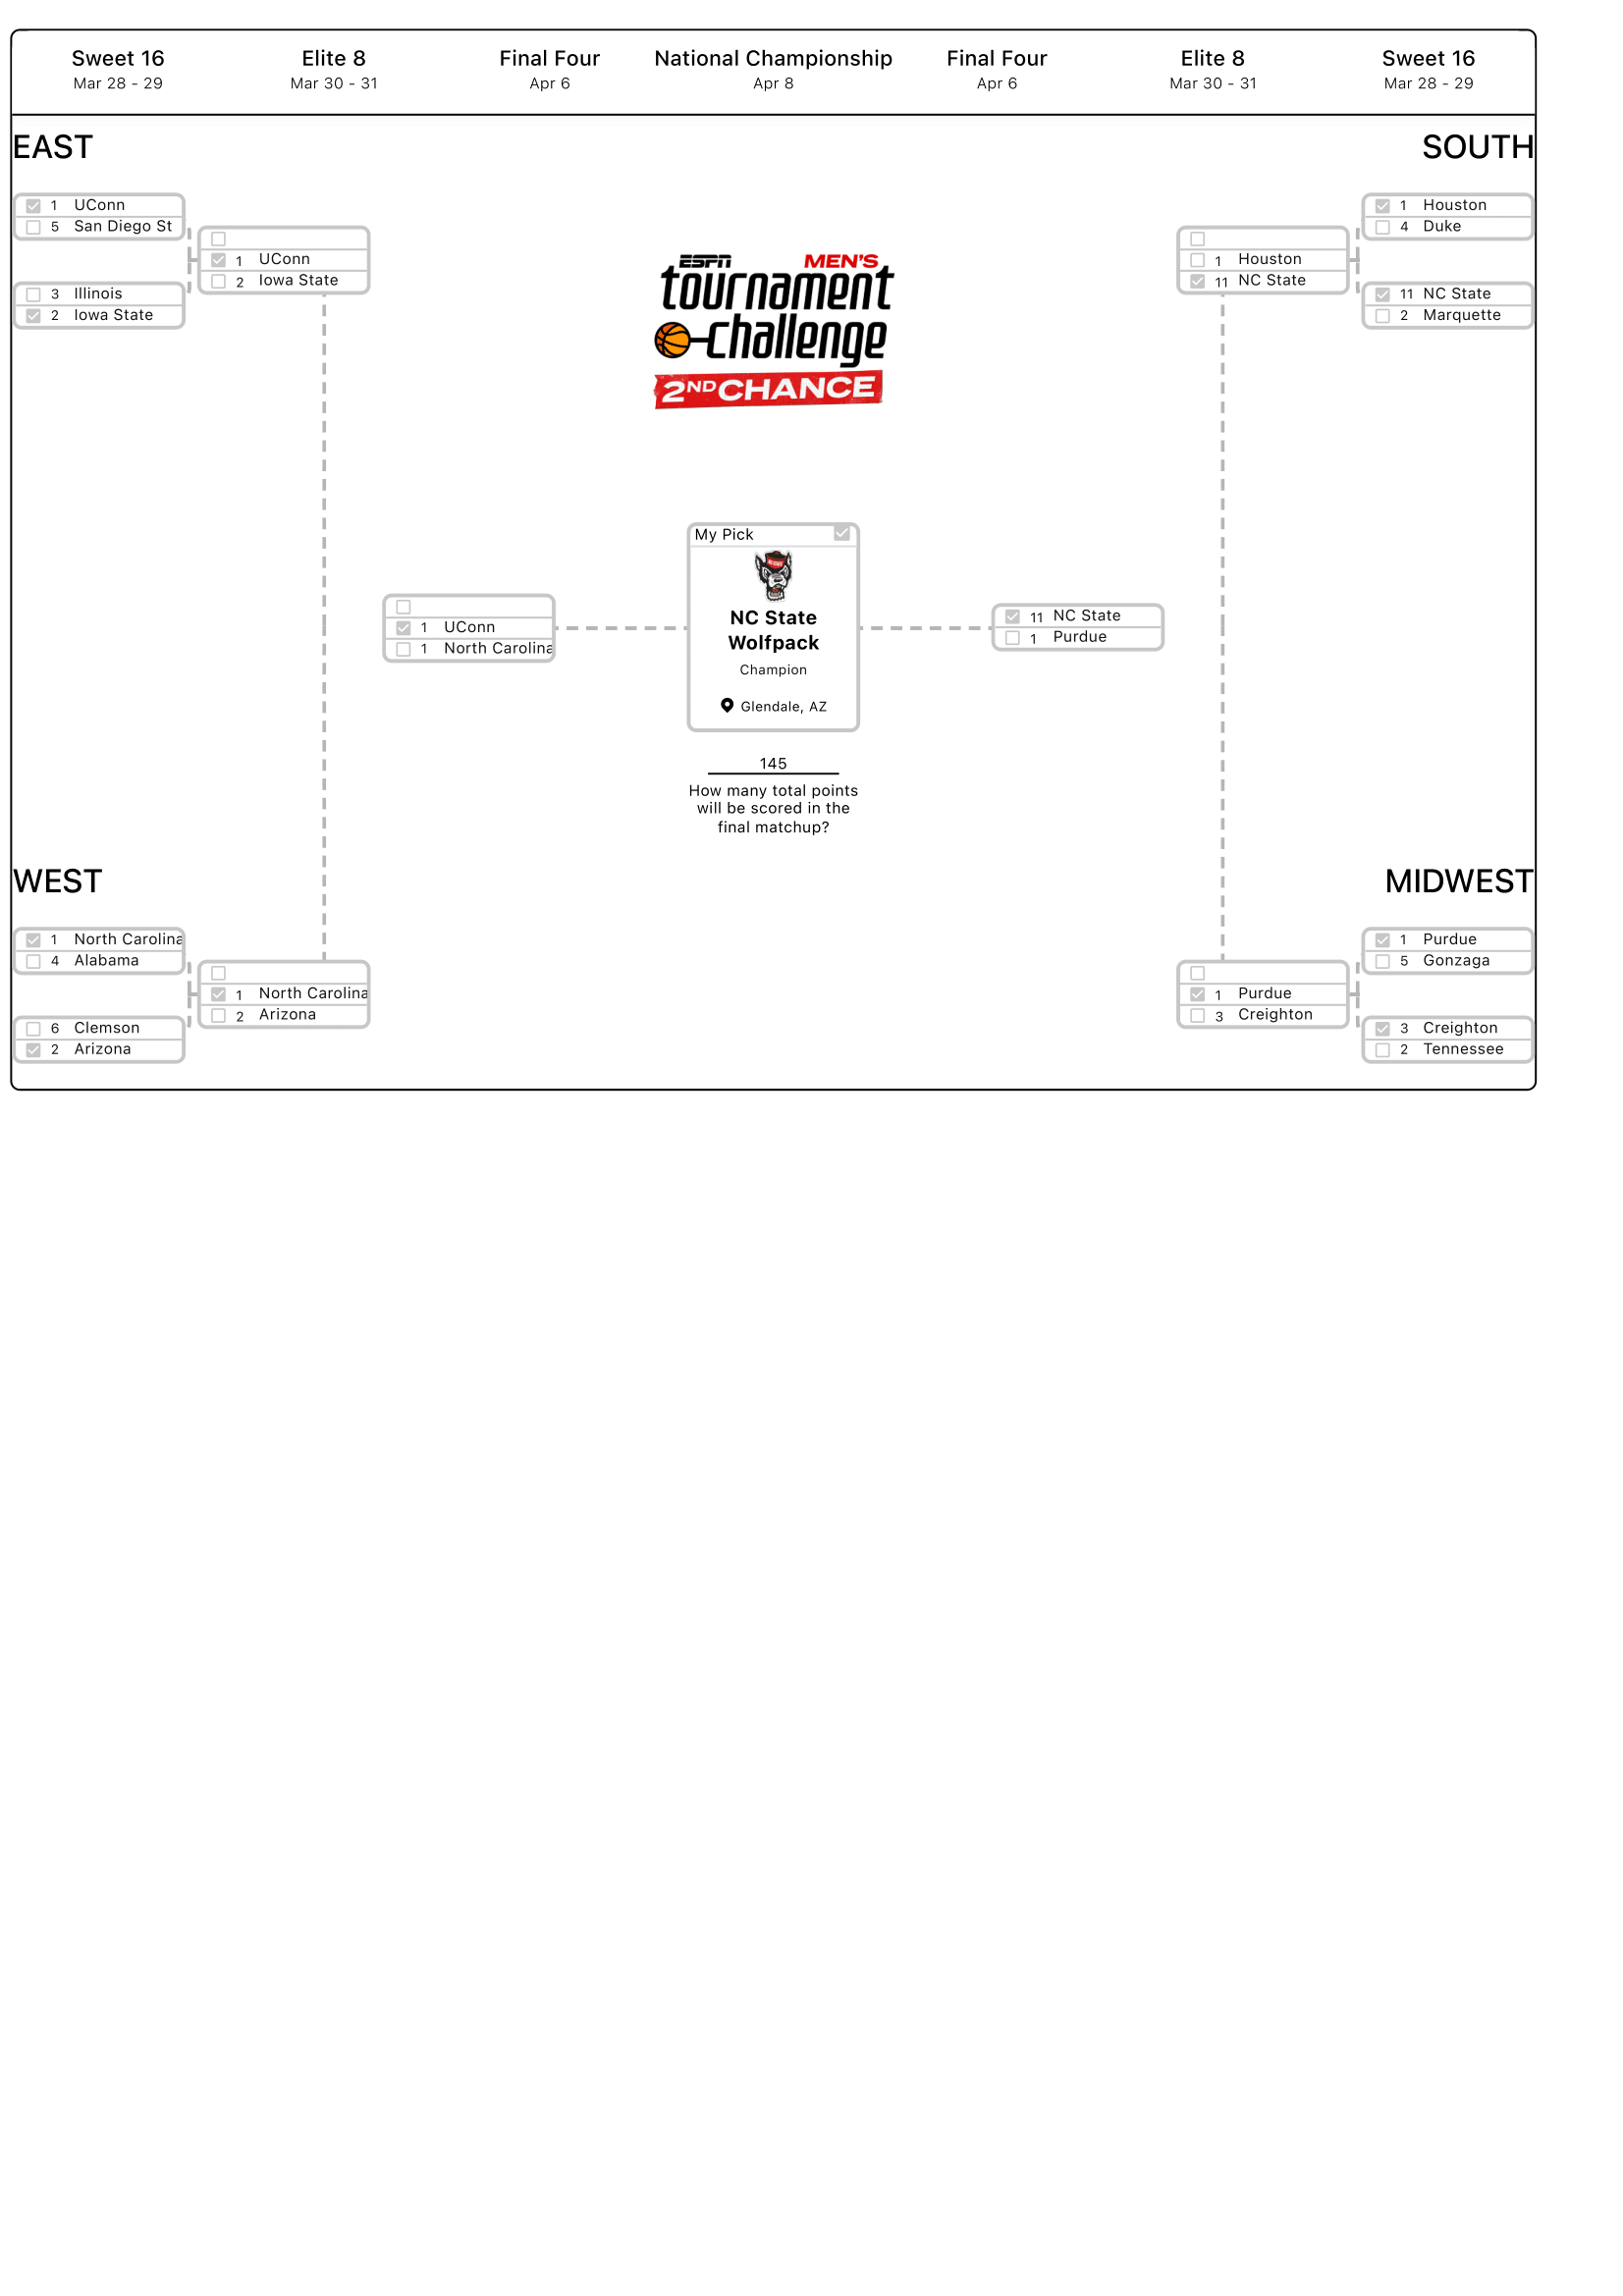 Sweet 16
Mar 28 - 29
Elite 8
Mar 30 - 31
Final Four
Apr 6
National Championship
Apr 8
Final Four
Apr 6
Elite 8
Mar 30 - 31
Sweet 16
Mar 28 - 29
EAST
1 UConn
5 San Diego St
3 Illinois
2 Iowa State
1 UConn
2 Iowa State
SOUTH
1 Houston
4 Duke
11 NC State
2 Marquette
1 Houston
11 NC State
ESPN MEN'S
tournament
challenge
2ND CHANCE
1 UConn
1 North Carolina
My Pick
NC STATE
NC State
Wolfpack
Champion
Glendale, AZ
145
How many total points
will be scored in the
final matchup?
11 NC State
1 Purdue
WEST
1 North Carolina
4 Alabama
6 Clemson
2 Arizona
1 North Carolina
2 Arizona
MIDWEST
1 Purdue
5 Gonzaga
3 Creighton
2 Tennessee
1 Purdue
3 Creighton